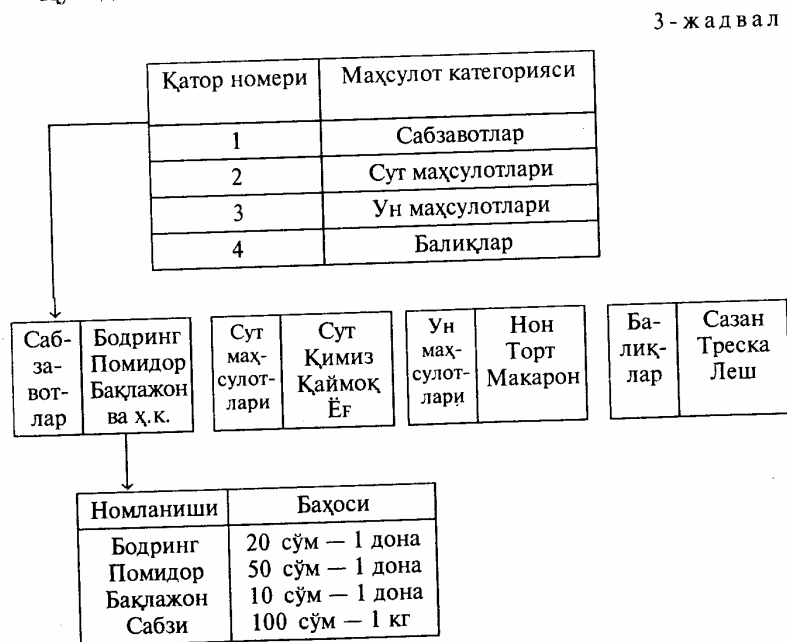 3-жадвал
Қатор номери Маҳсулот категорияси
1 Сабзавотлар
2 Сут маҳсулотлари
3 Ун маҳсулотлари
4 Балиқлар
Саб-
за-
вот-
лар
Бодринг
Помидор
Бақлажон
ва ҳ.к.
Сут
маҳ-
сулот-
лари
Сут
Қимиз
Қаймоқ
Ёғ
Ун
маҳ-
сулот-
лари
Нон
Торт
Макарон
Ба-
лиқ-
лар
Сазан
Треска
Леш
Номланиши Баҳоси
Бодринг 20 сўм — 1 дона
Помидор 50 сўм — 1 дона
Бақлажон 10 сўм — 1 дона
Сабзи 100 сўм — 1 кг